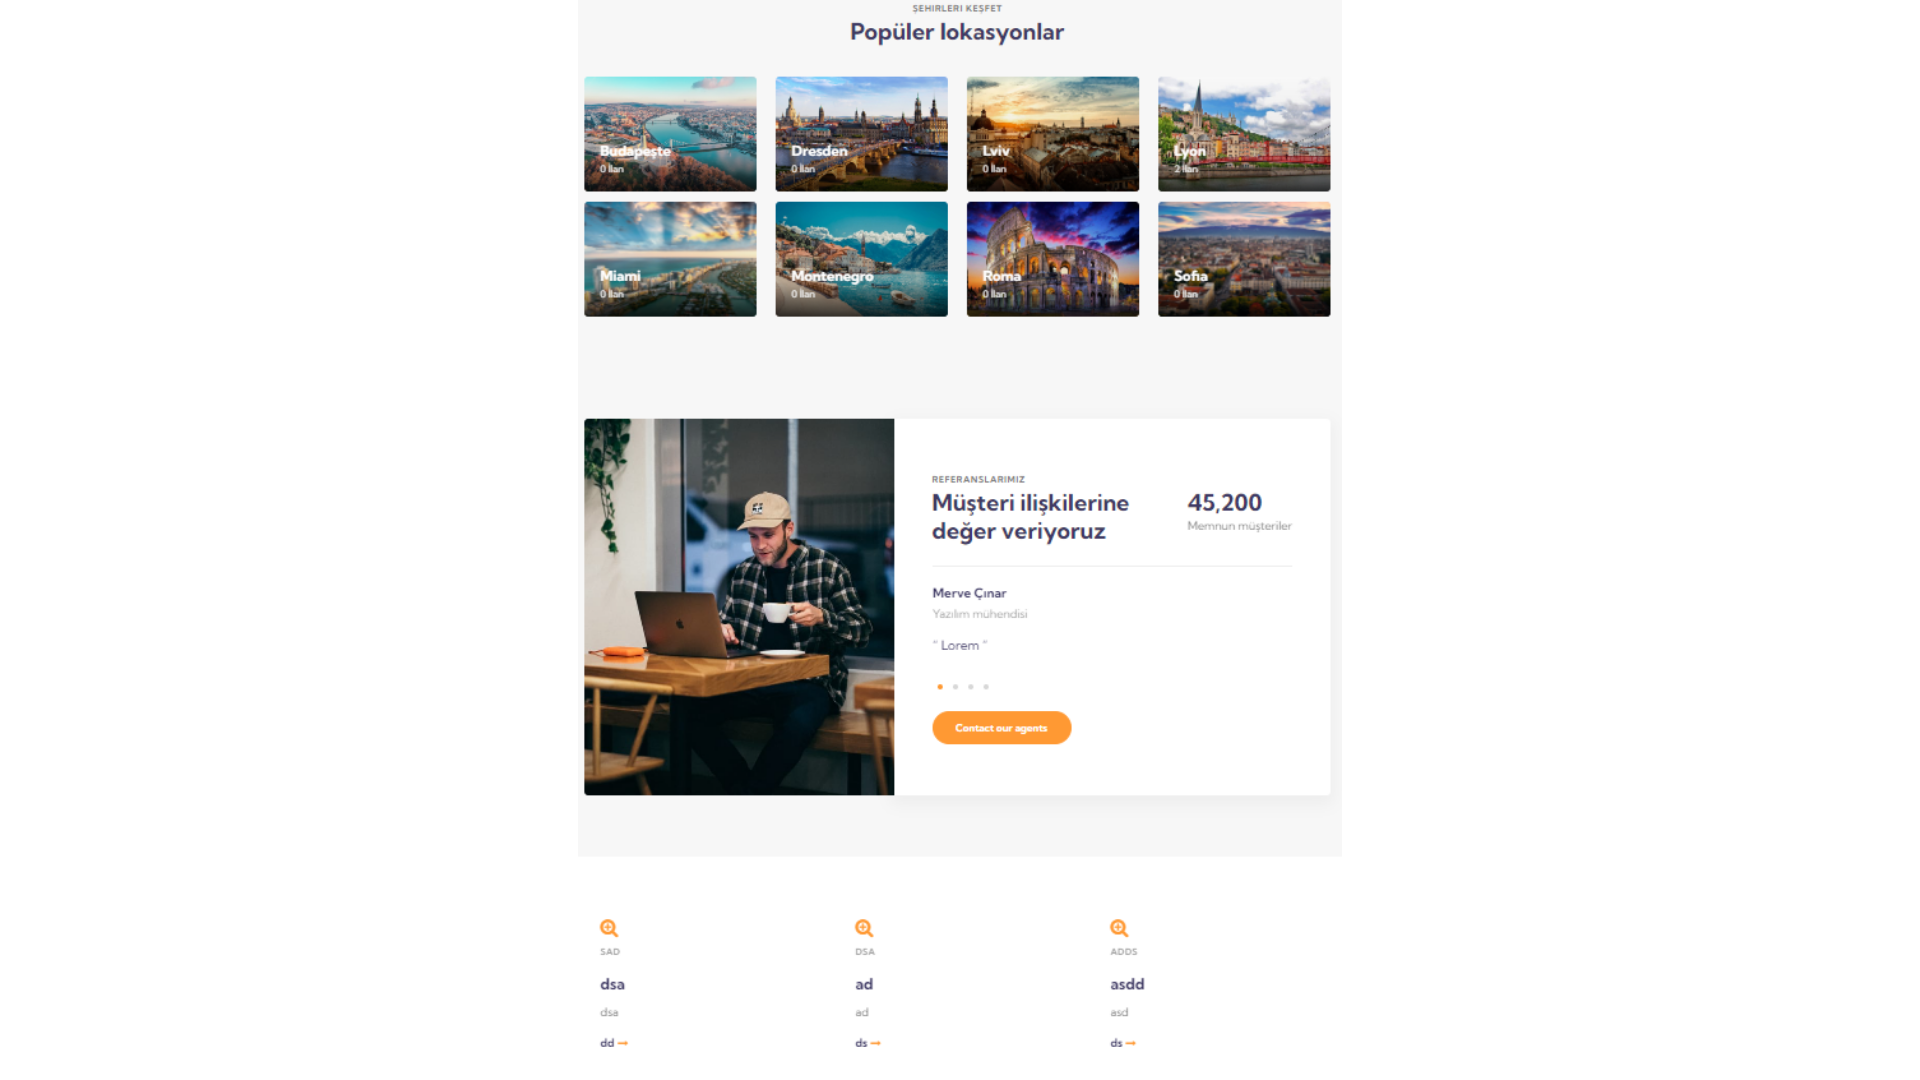 ŞEHIRLERI KEŞFET
Popüler lokasyonlar
Budapeşte
0 İlan
Dresden
0 İlan
Lviv
0 İlan
Lyon
2 İlan
Miami
0 İlan
Montenegro
0 İlan
Roma
0 İlan
Sofia
0 İlan
REFERANSLARIMIZ
Müşteri ilişkilerine
değer veriyoruz
45,200
Memnun müşteriler
Merve Çınar
Yazılım mühendisi
“ Lorem “
Contact our agents
SAD
dsa
dsa
dd →
DSA
ad
ad
ds →
ADDS
asdd
asd
ds →